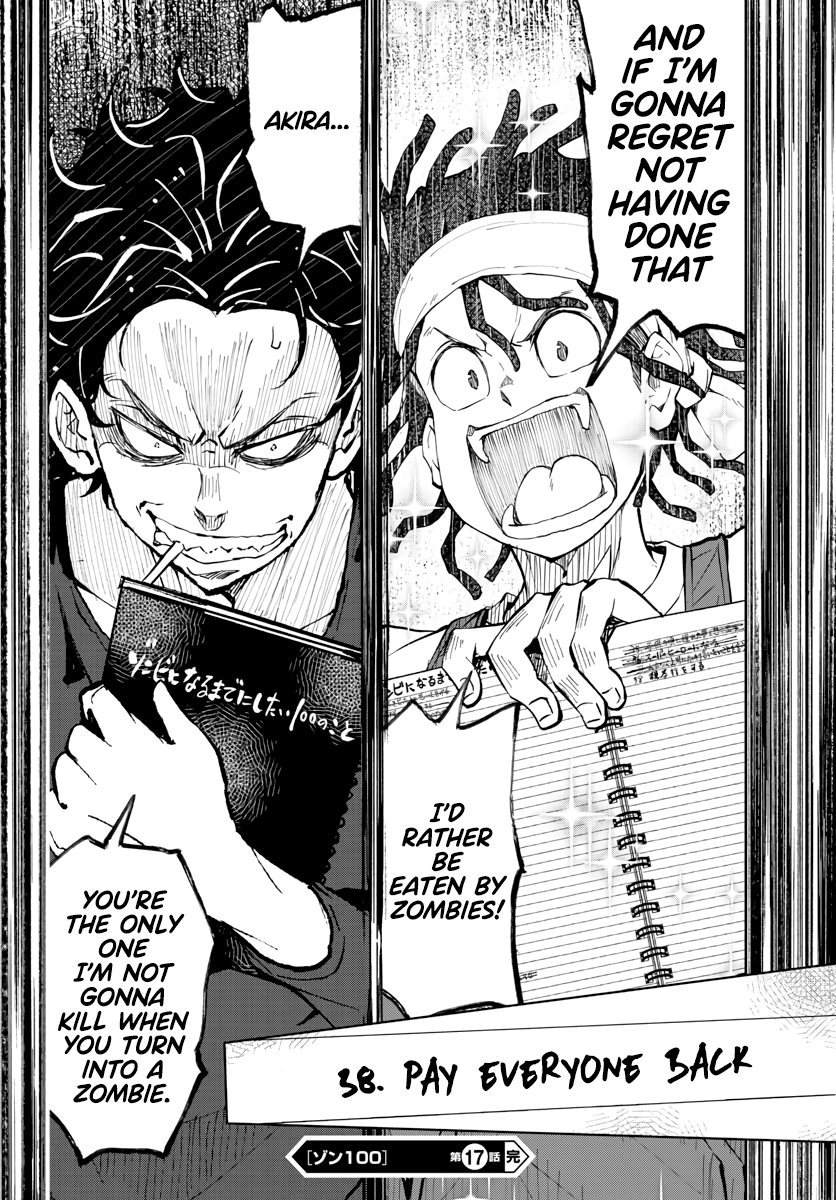 AND
IF I'M
GONNA
REGRET
NOT
HAVING
DONE
THAT
I'D
RATHER
BE
EATEN BY
ZOMBIES!
AKIRA...
YOU'RE
THE ONLY
ONE
I'M NOT
GONNA
KILL WHEN
YOU TURN
INTO A
ZOMBIE.
ゾンビになるまでにしたい100のこと
38. PAY EVERYONE BACK
[ゾン100] 第17話 完